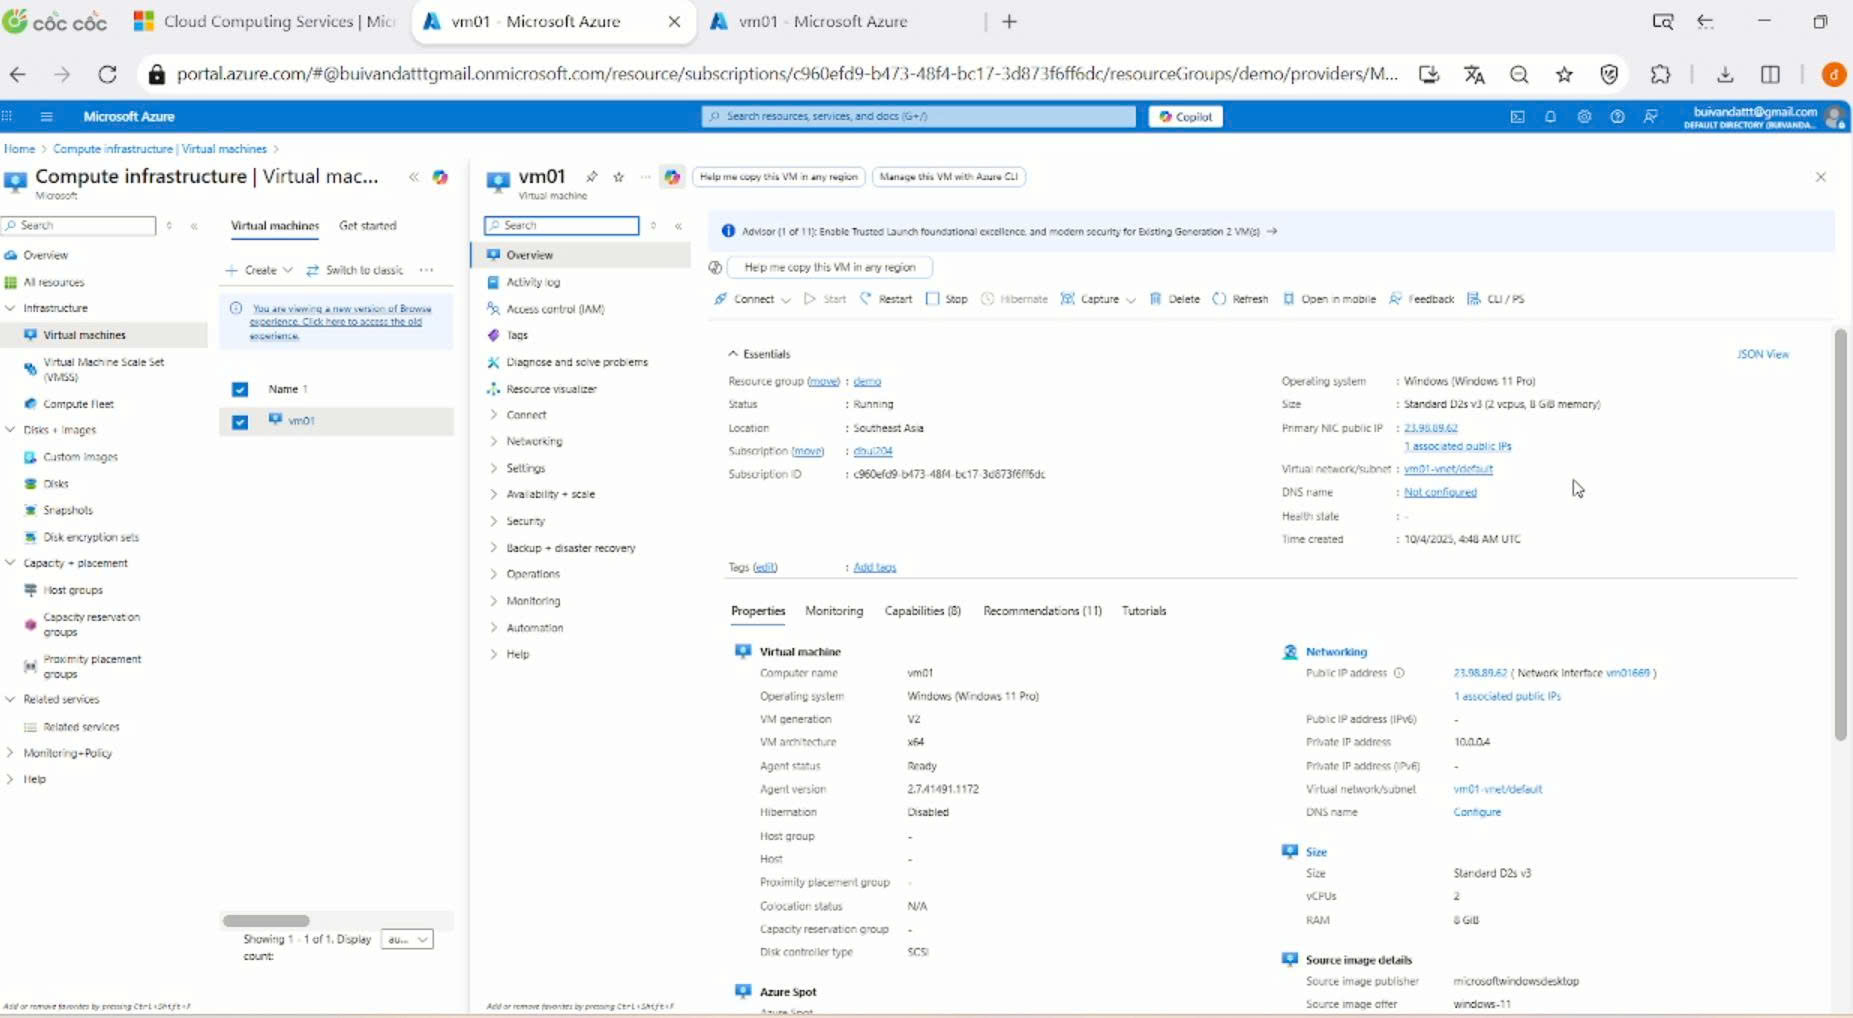 cốc cốc
Cloud Computing Services | Mic
vm01 - Microsoft Azure
vm01 - Microsoft Azure
portal.azure.com/#@buivandatttgmail.onmicrosoft.com/resource/subscriptions/c960efd9-b473-48f4-bc17-3d873f6ff6dc/resourceGroups/demo/providers/M...
đ
Microsoft Azure
Search resources, services, and docs (G+/)
Copilot
buivandattt@gmail.com
DEFAULT DIRECTORY (BUIVANDA...
Home > Compute infrastructure | Virtual machines >
Compute infrastructure | Virtual mac...
Microsoft
Search
Overview
All resources
Infrastructure
Virtual machines
Virtual Machine Scale Set
(VMSS)
Compute Fleet
Disks + Images
Custom Images
Disks
Snapshots
Disk encryption sets
Capacity + placement
Host groups
Capacity reservation
groups
Proximity placement
groups
Related services
Related services
Monitoring+Policy
Help
Add or remove favorites by pressing Ctrl+Shift+F
Virtual machines
Get started
Create
Switch to classic
You are viewing a new version of Browse
experience. Click here to access the old
experience.
Name ↑
vm01
Showing 1 - 1 of 1. Display
count:
au...
vm01
Virtual machine
Help me copy this VM in any region
Manage this VM with Azure CLI
Search
Overview
Activity log
Access control (IAM)
Tags
Diagnose and solve problems
Resource visualizer
Connect
Networking
Settings
Availability + scale
Security
Backup + disaster recovery
Operations
Monitoring
Automation
Help
Add or remove favorites by pressing Ctrl+Shift+F
Advisor (1 of 11): Enable Trusted Launch foundational excellence, and modern security for Existing Generation 2 VM(s) →
Help me copy this VM in any region
Connect
Start
Restart
Stop
Hibernate
Capture
Delete
Refresh
Open in mobile
Feedback
CLI / PS
Essentials
JSON View
Resource group (move) : demo
Status : Running
Location : Southeast Asia
Subscription (move) : dbui204
Subscription ID : c960efd9-b473-48f4-bc17-3d873f6ff6dc
Operating system : Windows (Windows 11 Pro)
Size : Standard D2s v3 (2 vcpus, 8 GiB memory)
Primary NIC public IP : 23.98.89.62
1 associated public IPs
Virtual network/subnet : vm01-vnet/default
DNS name : Not configured
Health state : -
Time created : 10/4/2025, 4:48 AM UTC
Tags (edit) : Add tags
Properties
Monitoring
Capabilities (8)
Recommendations (11)
Tutorials
Virtual machine
Computer name vm01
Operating system Windows (Windows 11 Pro)
VM generation V2
VM architecture x64
Agent status Ready
Agent version 2.7.41491.1172
Hibernation Disabled
Host group -
Host -
Proximity placement group -
Colocation status N/A
Capacity reservation group -
Disk controller type SCSI
Azure Spot
Azure Spot
Networking
Public IP address 23.98.89.62 ( Network Interface vm01669 )
1 associated public IPs
Public IP address (IPv6) -
Private IP address 10.0.0.4
Private IP address (IPv6) -
Virtual network/subnet vm01-vnet/default
DNS name Configure
Size
Size Standard D2s v3
vCPUs 2
RAM 8 GiB
Source image details
Source image publisher microsoftwindowsdesktop
Source image offer windows-11